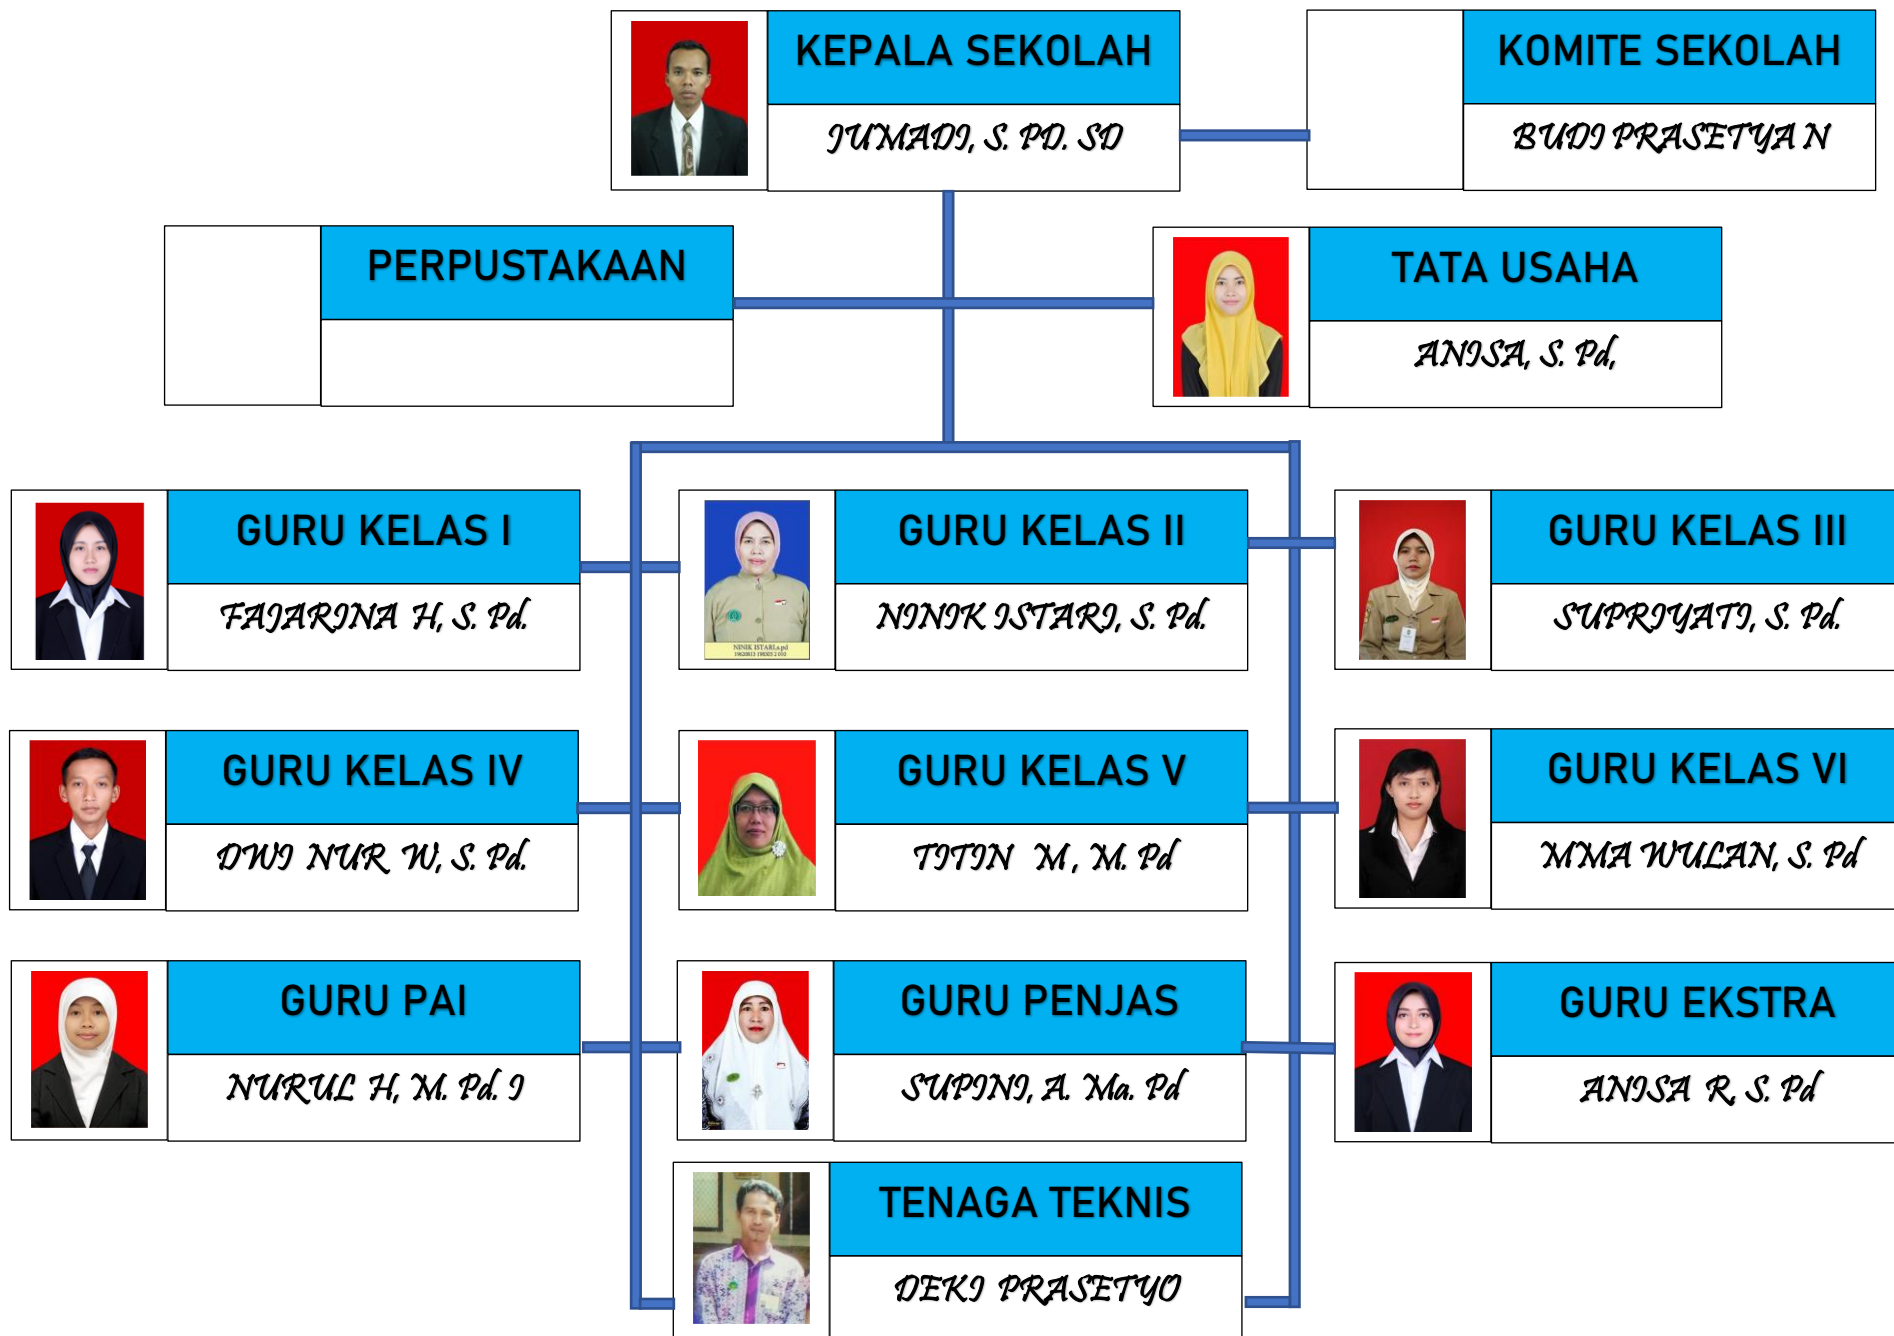 KEPALA SEKOLAH
JUMADI, S. PD. SD
KOMITE SEKOLAH
BUDI PRASETYA N
PERPUSTAKAAN
TATA USAHA
ANISA, S. Pd,
GURU KELAS I
FAJARINA H, S. Pd.
GURU KELAS II
NINIK ISTARI, S. Pd.
NINIK ISTARI,s.pd
GURU KELAS III
SUPRIYATI, S. Pd.
GURU KELAS IV
DWI NUR W, S. Pd.
GURU KELAS V
TITIN M, M. Pd
GURU KELAS VI
MMA WULAN, S. Pd
GURU PAI
NURUL H, M. Pd. I
GURU PENJAS
SUPINI, A. Ma. Pd
GURU EKSTRA
ANISA R, S. Pd
TENAGA TEKNIS
DEKI PRASETYO